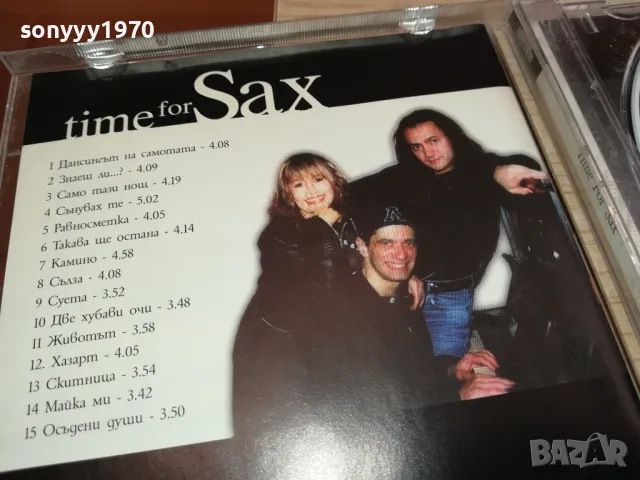 sonyyy1970
time for Sax
1 Дансингът на самотата - 4.08
2 Знаеш ли...? - 4.09
3 Само тази нощ - 4.19
4 Сънувах те - 5.02
5 Равносметка - 4.05
6 Такава ще остана - 4.14
7 Камино - 4.58
8 Сълза - 4.08
9 Суета - 3.52
10 Две хубави очи - 3.48
11 Животът - 3.58
12. Хазарт - 4.05
13 Скитница - 3.54
14 Майка ми - 3.42
15 Осъдени души - 3.50
time for Sax
BAZAR